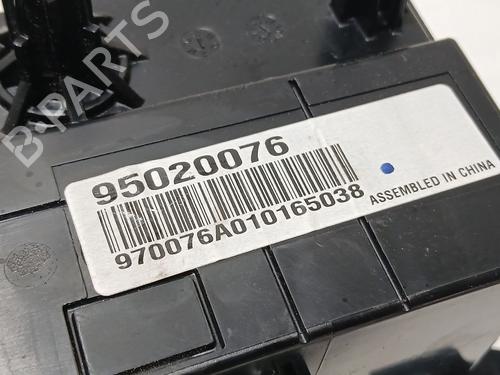 B-PARTS
95020076
970076A010165038
ASSEMBLED IN CHINA